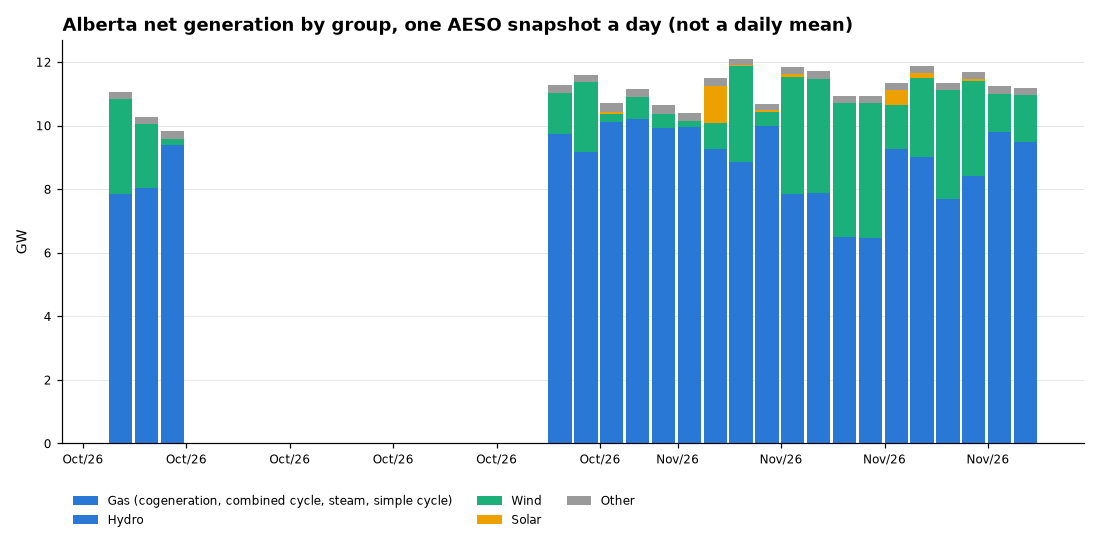 Alberta net generation by group, one AESO snapshot a day (not a daily mean)
GW
12
10
8
6
4
2
0
Oct/26 Oct/26 Oct/26 Oct/26 Oct/26 Oct/26 Nov/26 Nov/26 Nov/26 Nov/26
Gas (cogeneration, combined cycle, steam, simple cycle) Wind Other
Hydro Solar